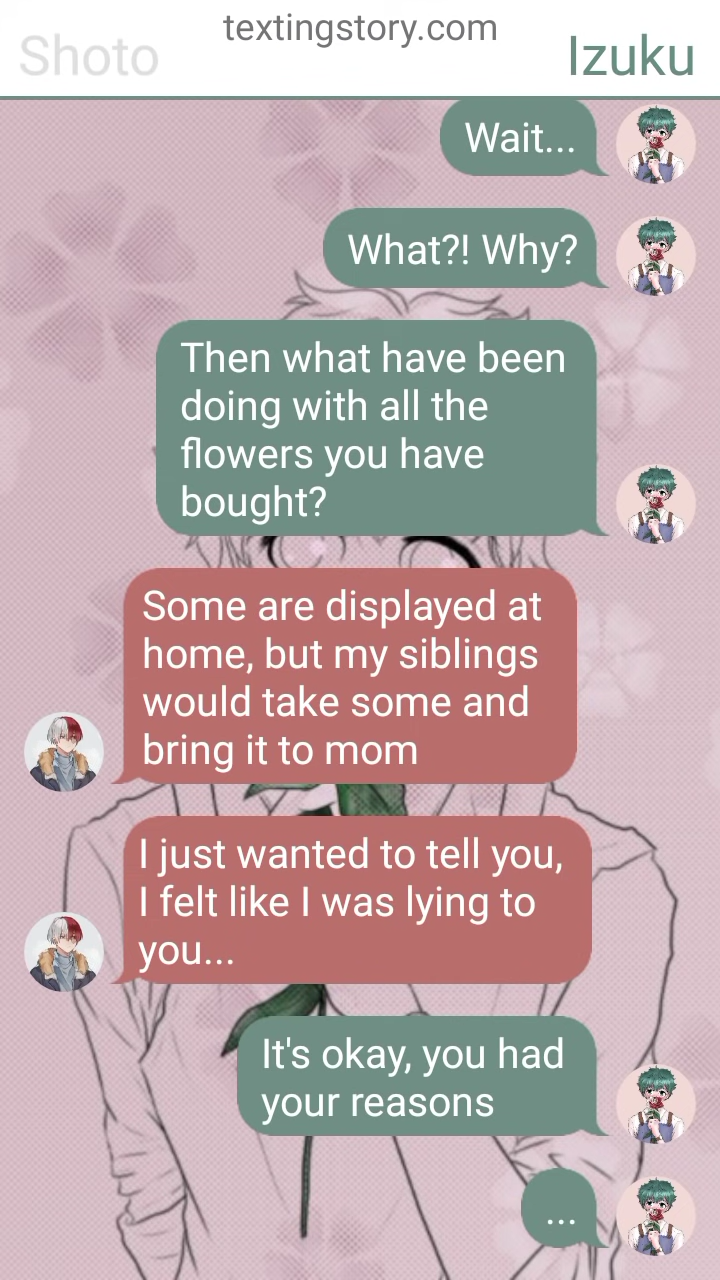 textingstory.com
Shoto
Izuku
Wait...
What?! Why?
Then what have been
doing with all the
flowers you have
bought?
Some are displayed at
home, but my siblings
would take some and
bring it to mom
I just wanted to tell you,
I felt like I was lying to
you...
It's okay, you had
your reasons
...